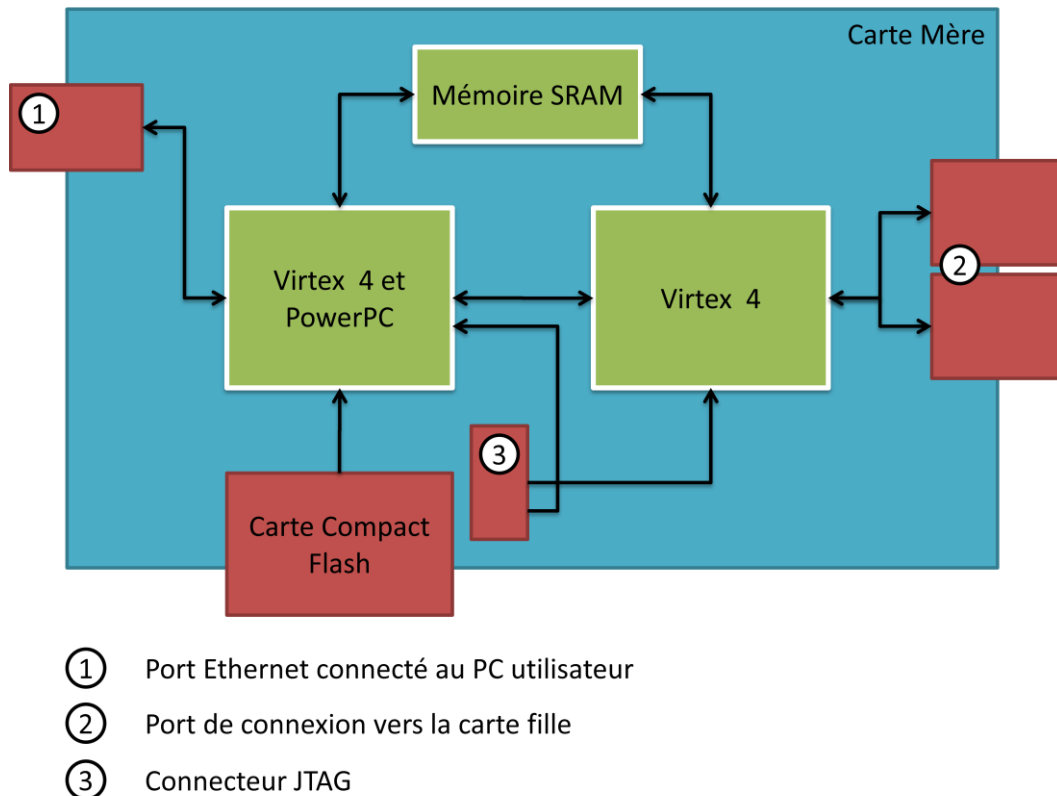 Carte Mère
1
Mémoire SRAM
Virtex 4 et
PowerPC
Virtex 4
2
3
Carte Compact
Flash
1 Port Ethernet connecté au PC utilisateur
2 Port de connexion vers la carte fille
3 Connecteur JTAG